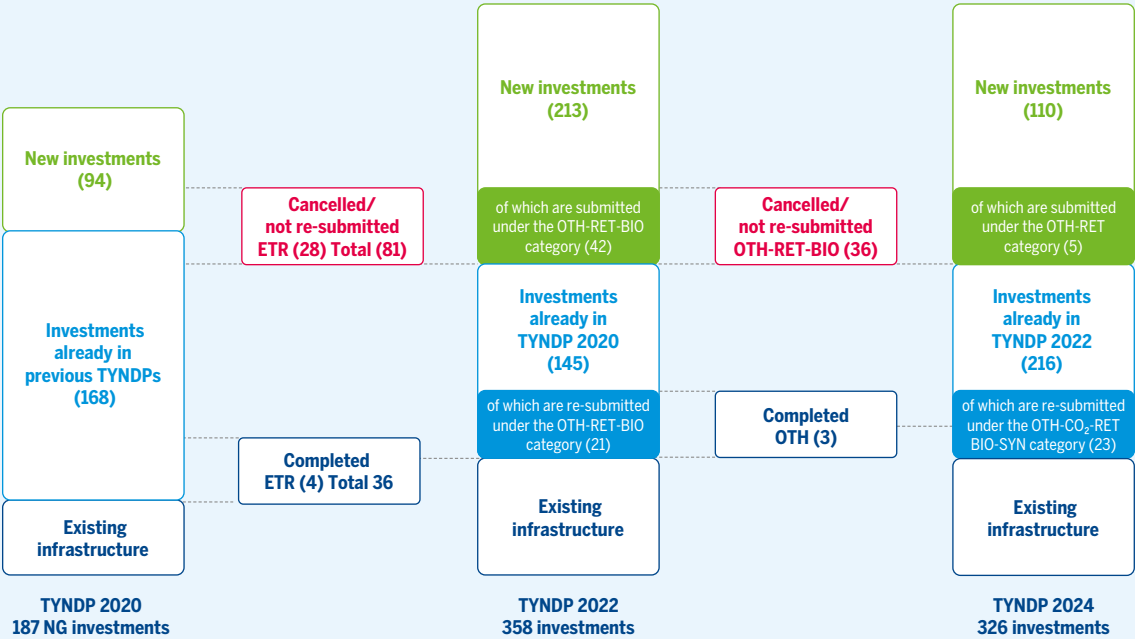 New investments
(94)
Investments
already in
previous TYNDPs
(168)
Existing
infrastructure
TYNDP 2020
187 NG investments
Cancelled/
not re-submitted
ETR (28) Total (81)
Completed
ETR (4) Total 36
New investments
(213)
of which are submitted
under the OTH-RET-BIO
category (42)
Investments
already in
TYNDP 2020
(145)
of which are re-submitted
under the OTH-RET-BIO
category (21)
Existing
infrastructure
TYNDP 2022
358 investments
Cancelled/
not re-submitted
OTH-RET-BIO (36)
Completed
OTH (3)
New investments
(110)
of which are submitted
under the OTH-RET
category (5)
Investments
already in
TYNDP 2022
(216)
of which are re-submitted
under the OTH-CO₂-RET
BIO-SYN category (23)
Existing
infrastructure
TYNDP 2024
326 investments